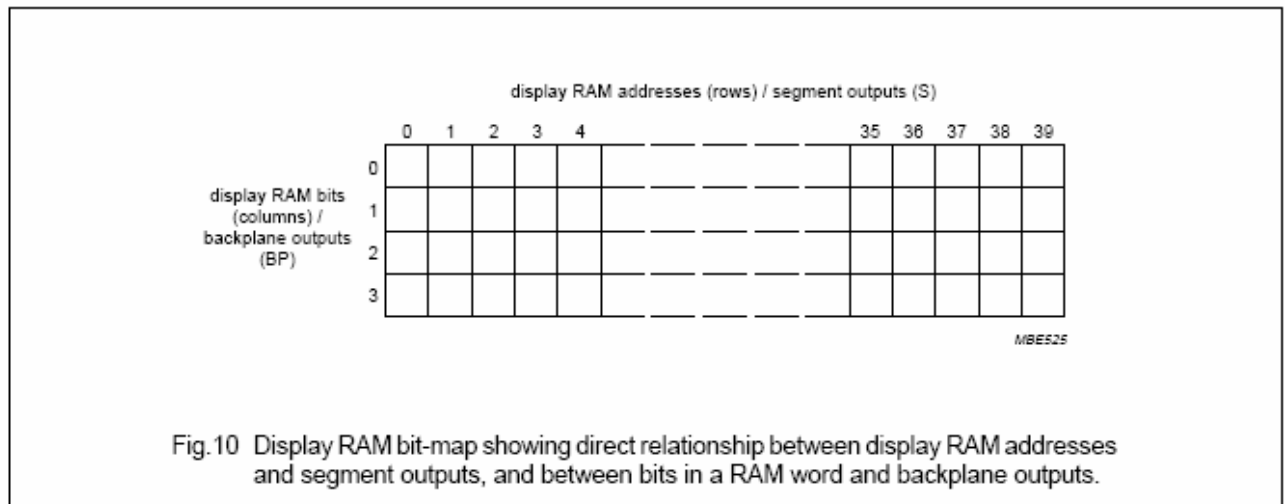 display RAM addresses (rows) / segment outputs (S)
0 1 2 3 4 35 36 37 38 39
0
display RAM bits
(columns) /
1
backplane outputs
2
(BP)
3
MBE525
Fig.10 Display RAM bit-map showing direct relationship between display RAM addresses
and segment outputs, and between bits in a RAM word and backplane outputs.